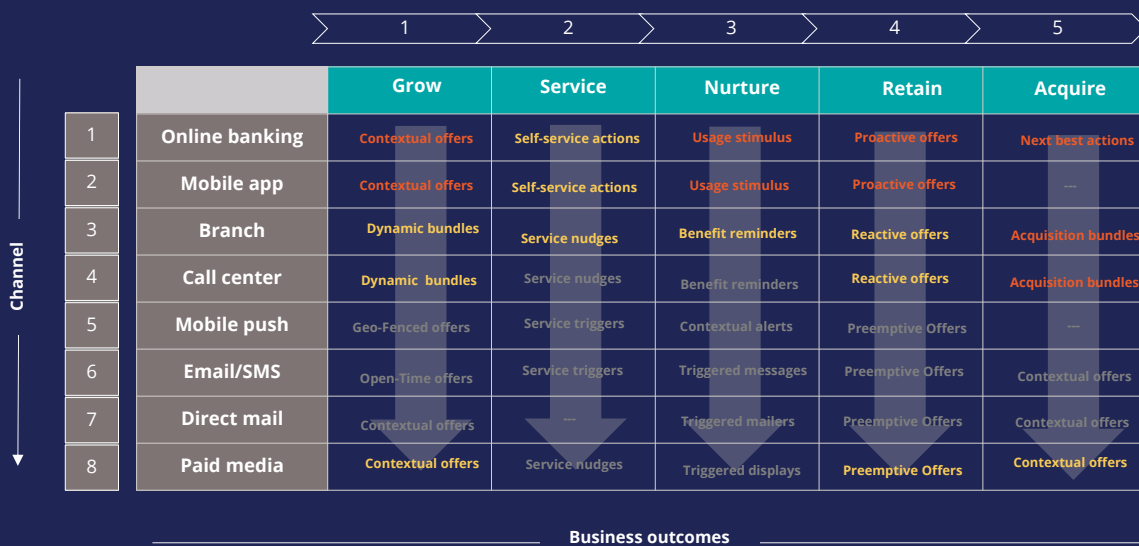 1 2 3 4 5
Grow Service Nurture Retain Acquire
1 Online banking Contextual offers Self-service actions Usage stimulus Proactive offers Next best actions
2 Mobile app Contextual offers Self-service actions Usage stimulus Proactive offers ---
3 Branch Dynamic bundles Service nudges Benefit reminders Reactive offers Acquisition bundles
4 Call center Dynamic bundles Service nudges Benefit reminders Reactive offers Acquisition bundles
5 Mobile push Geo-Fenced offers Service triggers Contextual alerts Preemptive Offers ---
6 Email/SMS Open-Time offers Service triggers Triggered messages Preemptive Offers Contextual offers
7 Direct mail Contextual offers --- Triggered mailers Preemptive Offers Contextual offers
8 Paid media Contextual offers Service nudges Triggered displays Preemptive Offers Contextual offers
Channel
Business outcomes